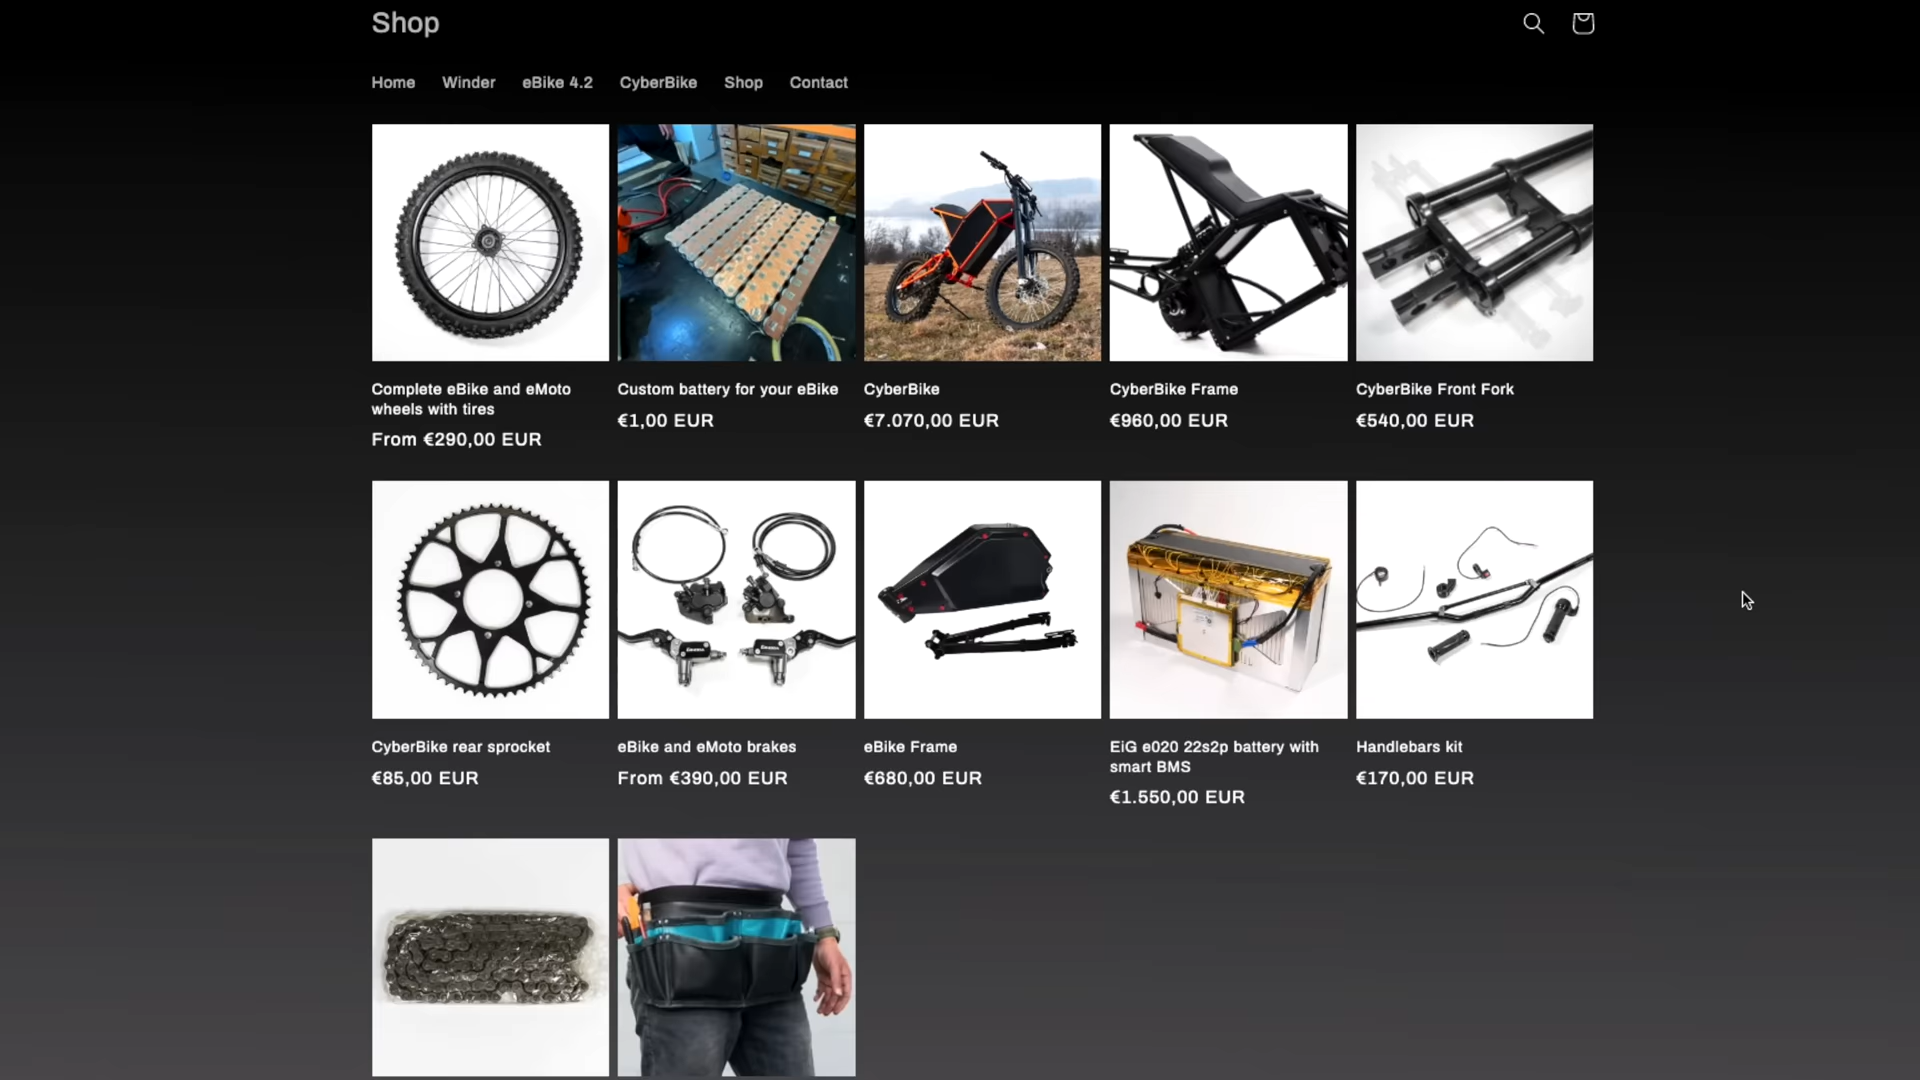 Shop
Home Winder eBike 4.2 CyberBike Shop Contact
Complete eBike and eMoto
wheels with tires
From €290,00 EUR
Custom battery for your eBike
€1,00 EUR
CyberBike
€7.070,00 EUR
CyberBike Frame
€960,00 EUR
CyberBike Front Fork
€540,00 EUR
CyberBike rear sprocket
€85,00 EUR
eBike and eMoto brakes
From €390,00 EUR
eBike Frame
€680,00 EUR
EiG e020 22s2p battery with
smart BMS
€1.550,00 EUR
Handlebars kit
€170,00 EUR